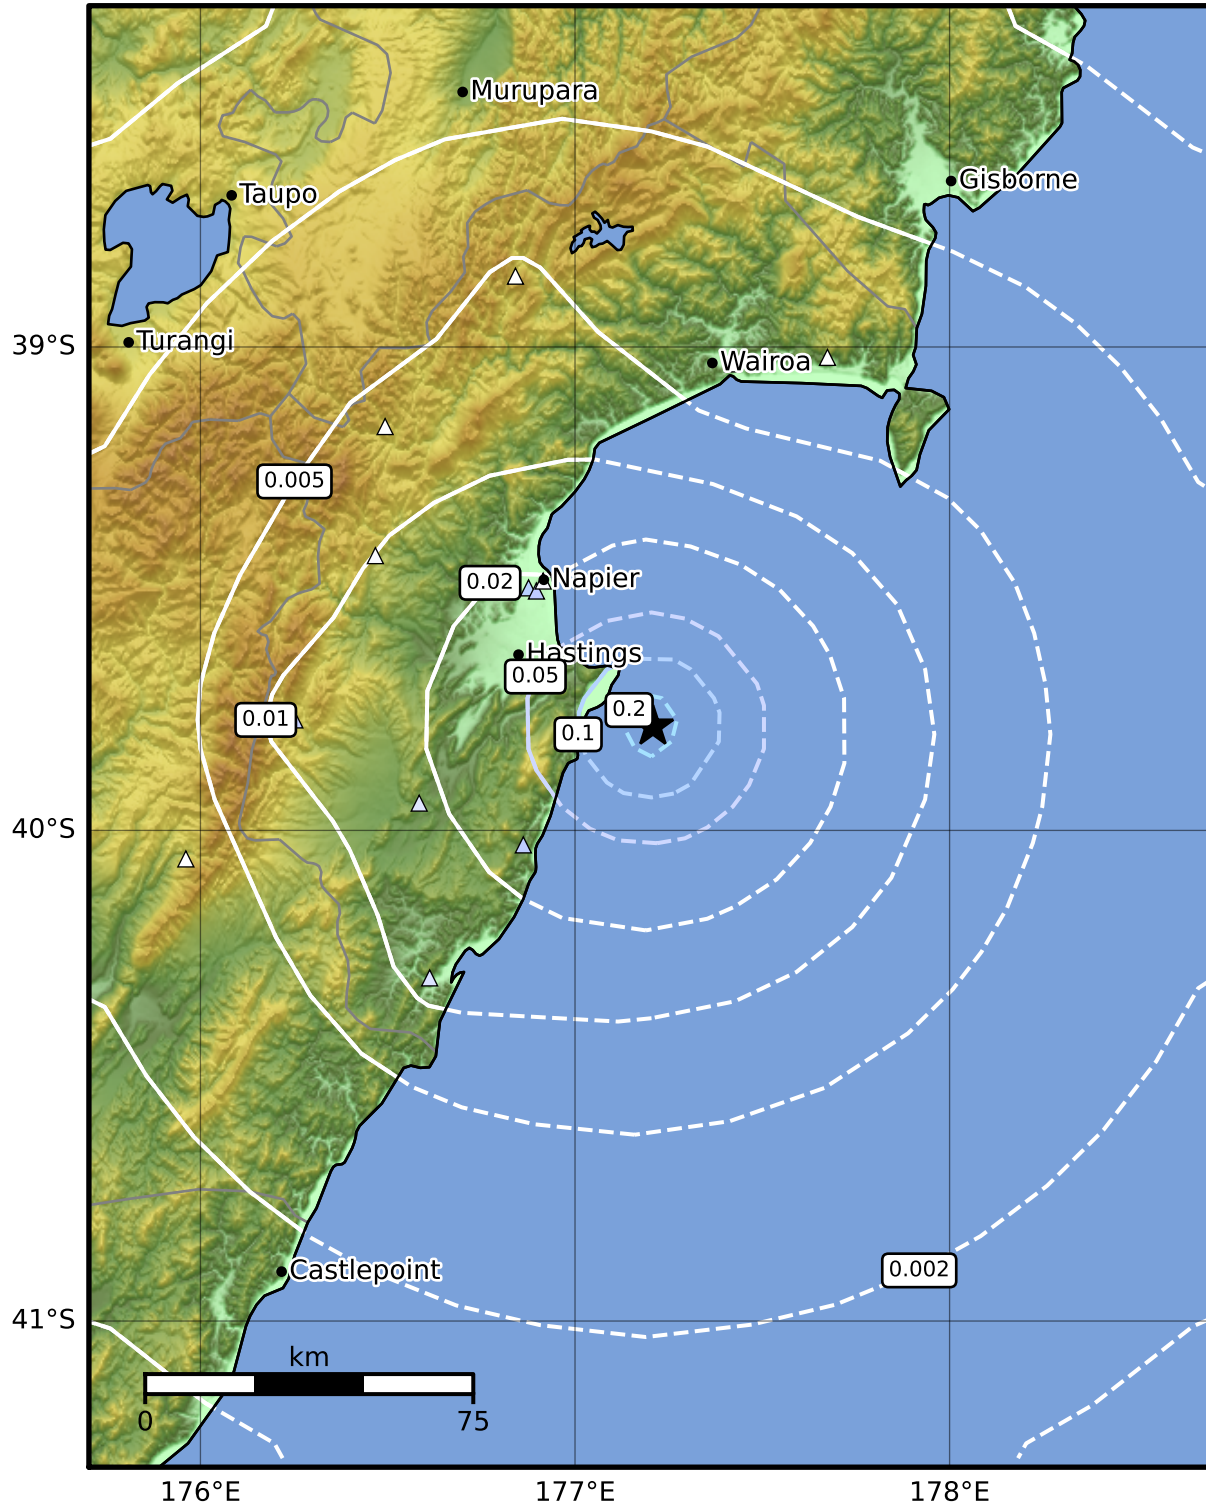 Murupara
Gisborne
Taupo
Turangi
39°S
Wairoa
0.005
0.02
Napier
Hastings
0.05
0.2
0.01
0.1
40°S
0.002
Castlepoint
41°S
km
0
75
176°E
177°E
178°E